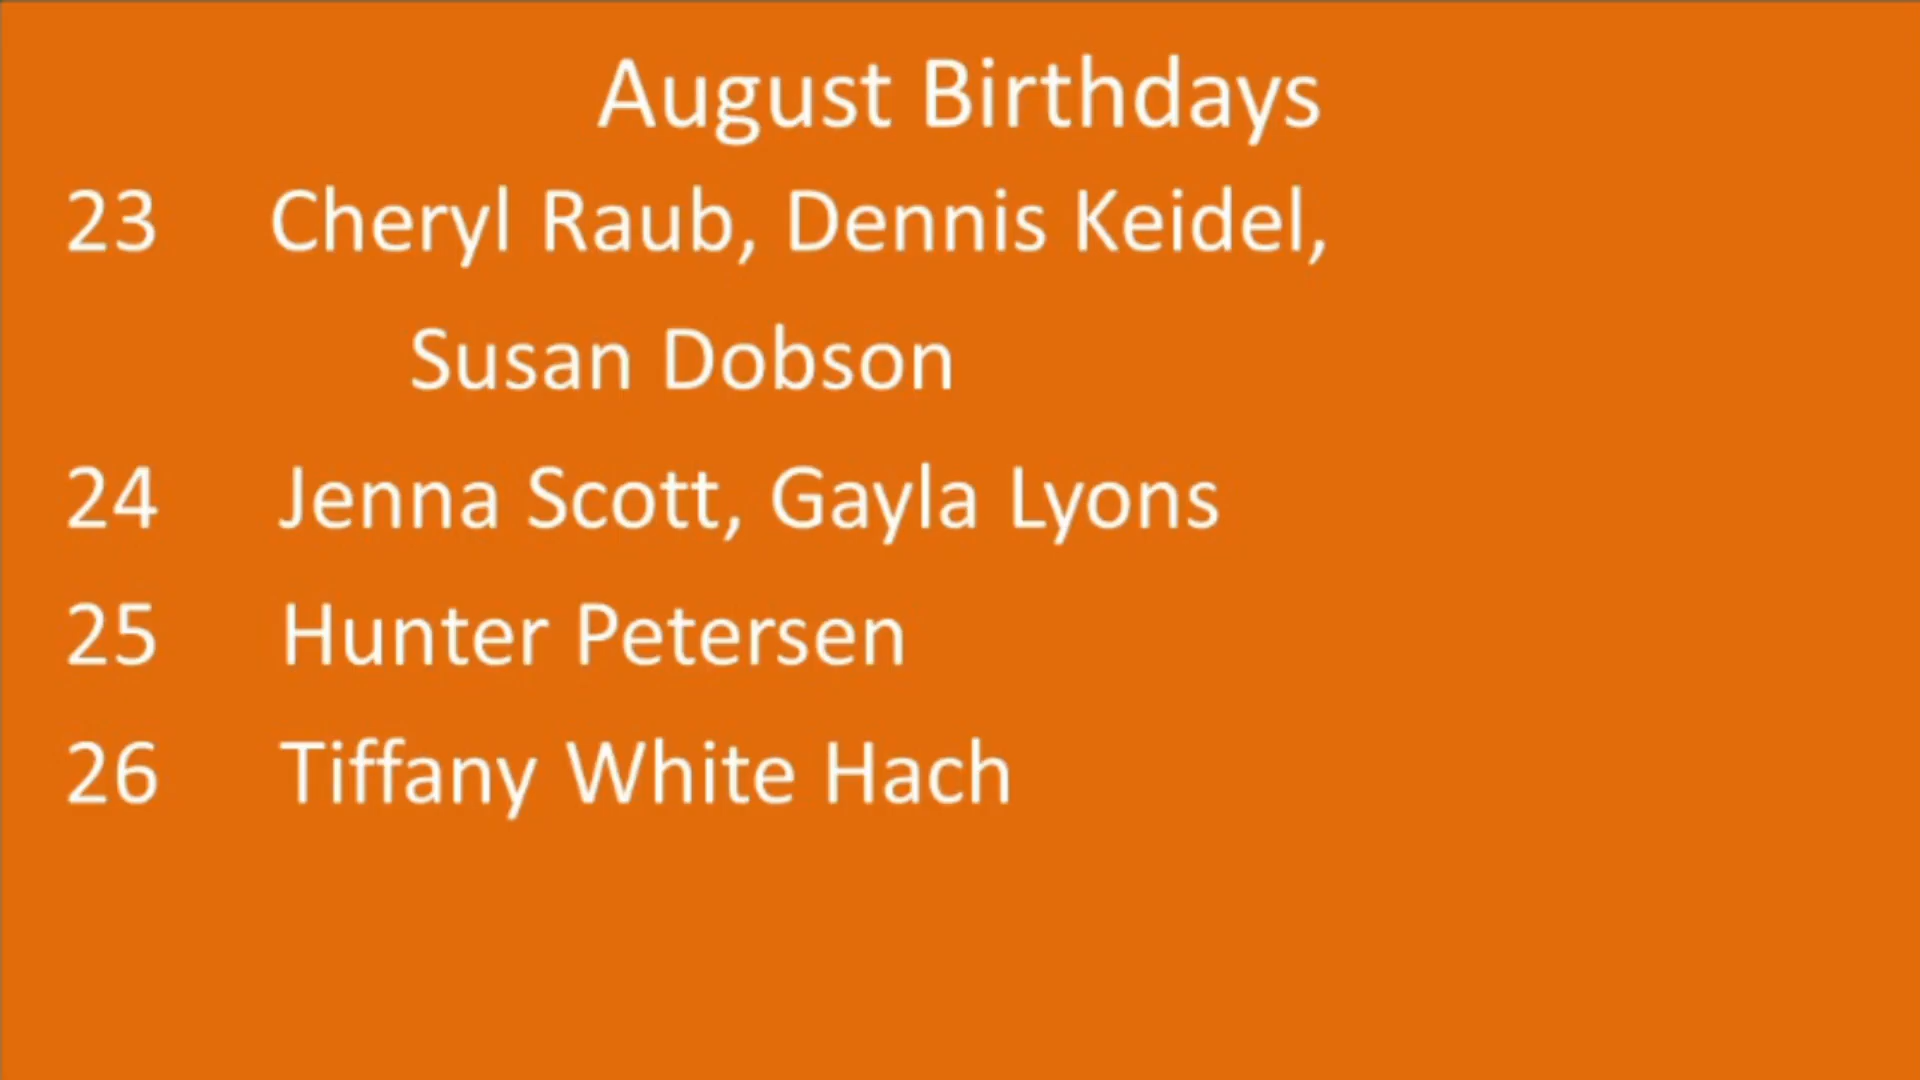 August Birthdays
23 Cheryl Raub, Dennis Keidel,
Susan Dobson
24 Jenna Scott, Gayla Lyons
25 Hunter Petersen
26 Tiffany White Hach